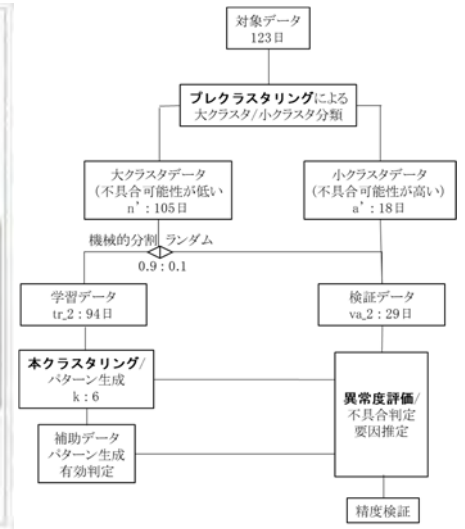 対象データ
123日
プレクラスタリングによる
大クラスタ/小クラスタ分類
大クラスタデータ
(不具合可能性が低い
n'：105日
小クラスタデータ
(不具合可能性が高い)
a'：18日
機械的分割 ランダム
0.9：0.1
学習データ
tr_2：94日
検証データ
va_2：29日
本クラスタリング/
パターン生成
k：6
異常度評価/
不具合判定
要因推定
補助データ
パターン生成
有効判定
精度検証